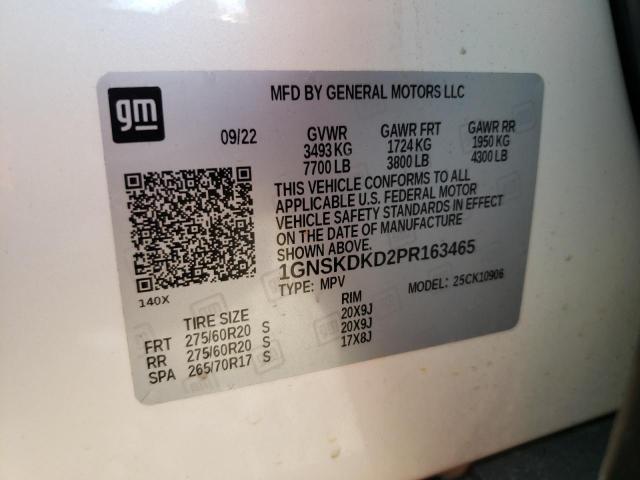 gm
MFD BY GENERAL MOTORS LLC
09/22 GVWR GAWR FRT GAWR RR
3493 KG 1724 KG 1950 KG
7700 LB 3800 LB 4300 LB
THIS VEHICLE CONFORMS TO ALL
APPLICABLE U.S. FEDERAL MOTOR
VEHICLE SAFETY STANDARDS IN EFFECT
ON THE DATE OF MANUFACTURE
SHOWN ABOVE.
1GNSKDKD2PR163465
TYPE: MPV MODEL: 25CK10906
140X
TIRE SIZE RIM
FRT 275/60R20 S 20X9J
RR 275/60R20 S 20X9J
SPA 265/70R17 S 17X8J